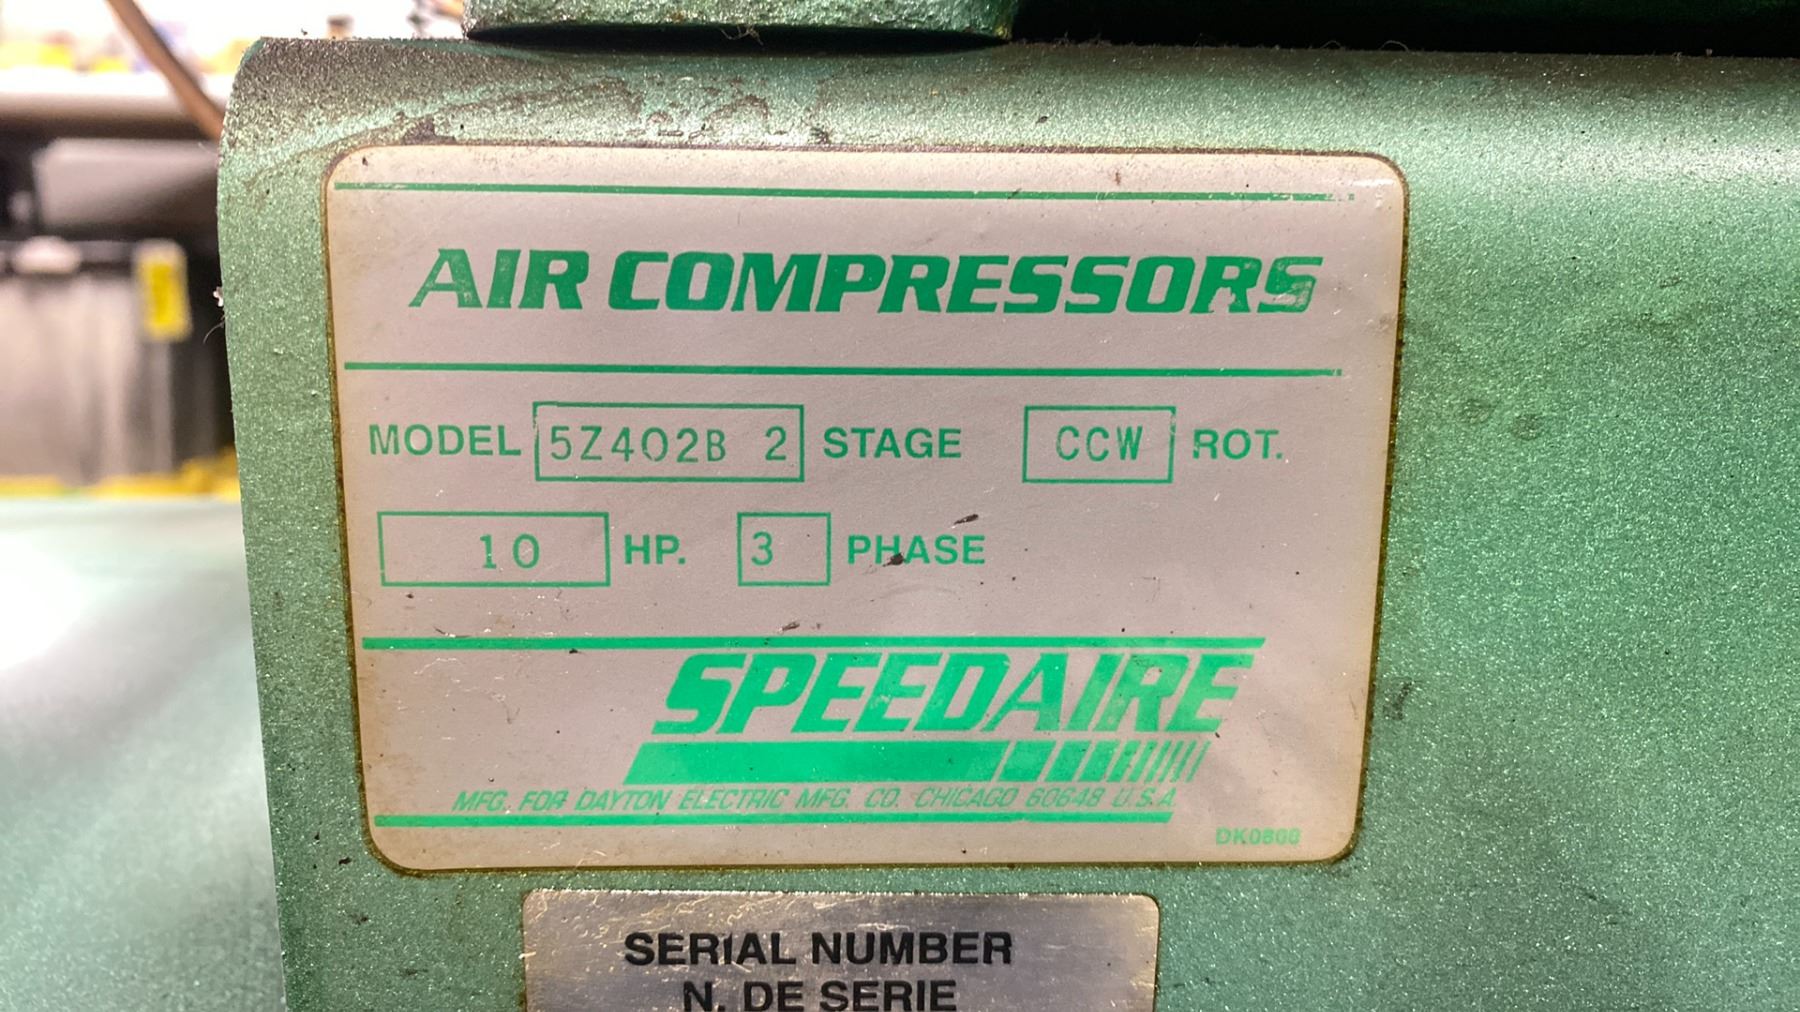 AIR COMPRESSORS
MODEL 5Z402B 2 STAGE CCW ROT.
10 HP. 3 PHASE
SPEEDAIRE
MFG. FOR DAYTON ELECTRIC MFG. CO. CHICAGO 60648 U.S.A.
SERIAL NUMBER
N. DE SERIE